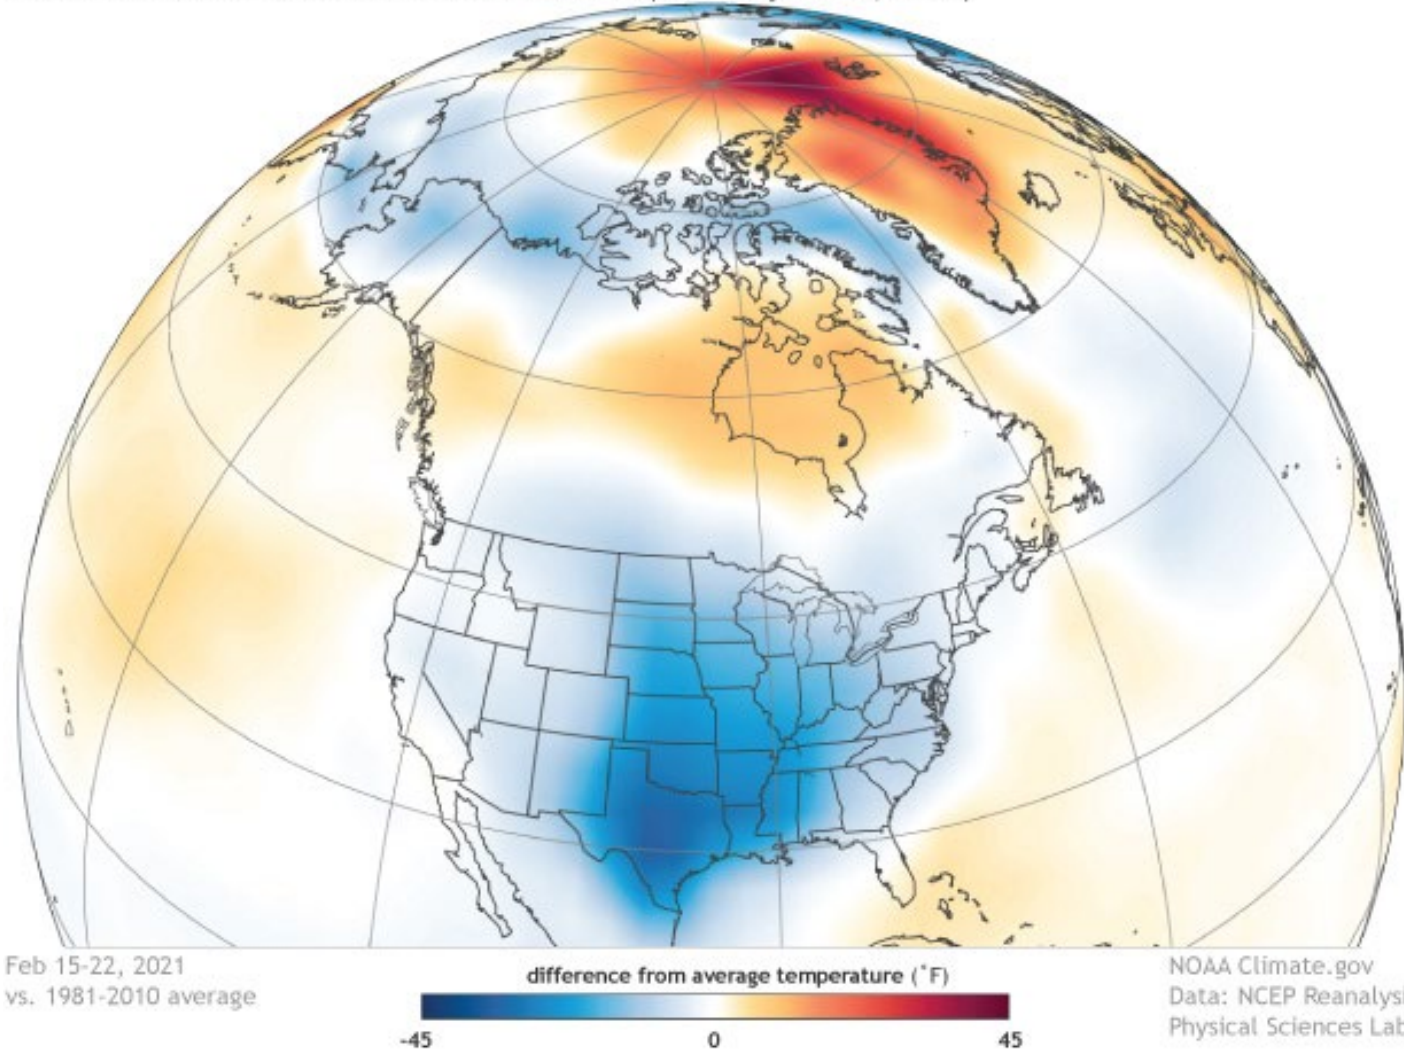 Feb 15-22, 2021
vs. 1981-2010 average
difference from average temperature (˚F)
-45 0 45
NOAA Climate.gov
Data: NCEP Reanalysi
Physical Sciences Lab